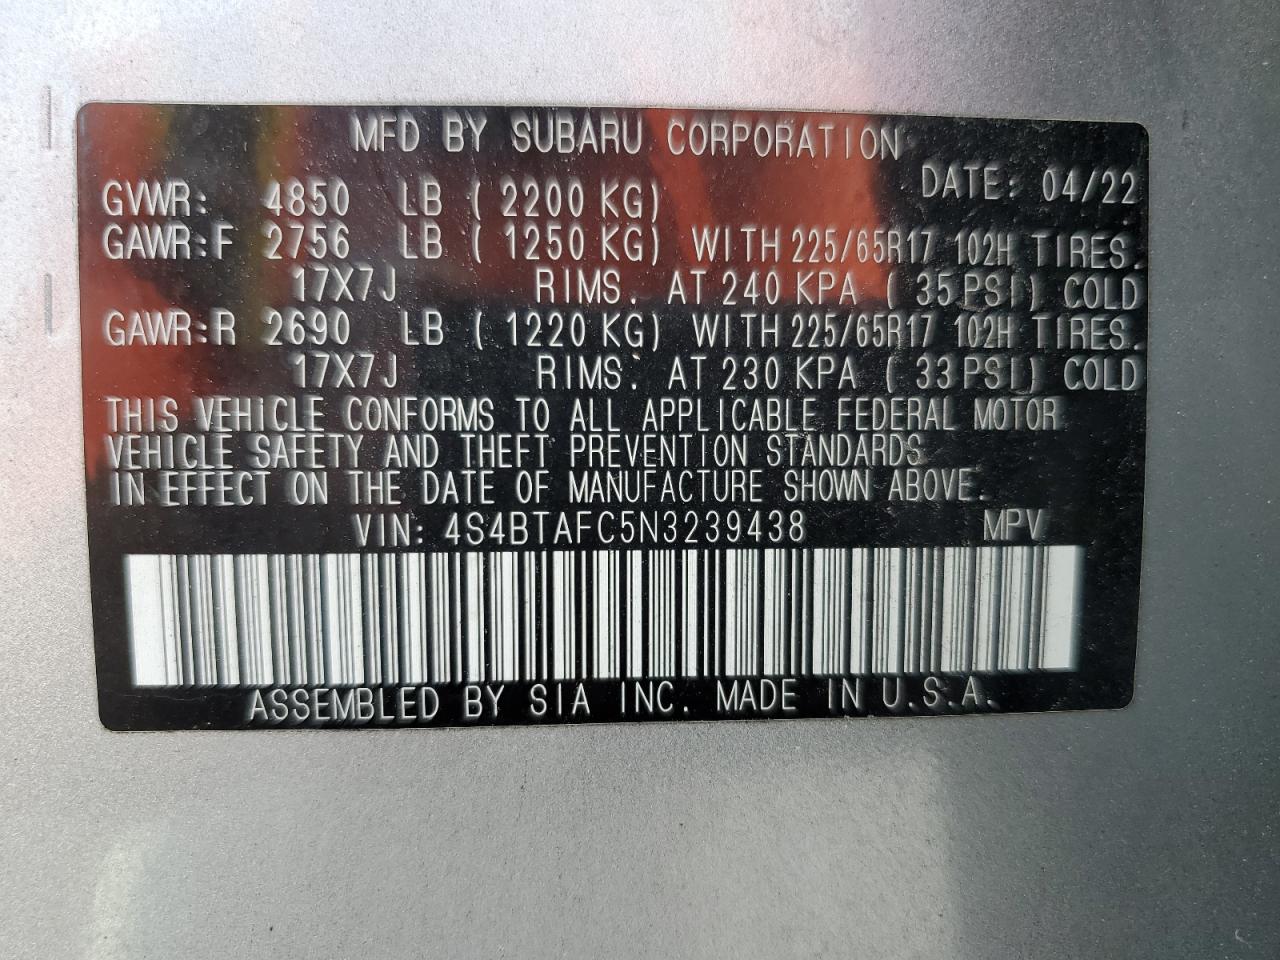 MFD BY SUBARU CORPORATION
DATE: 04/22
GVWR: 4850 LB ( 2200 KG)
GAWR:F 2756 LB ( 1250 KG) WITH 225/65R17 102H TIRES.
17X7J RIMS. AT 240 KPA ( 35PSI) COLD
GAWR:R 2690 LB ( 1220 KG) WITH 225/65R17 102H TIRES.
17X7J RIMS. AT 230 KPA ( 33PSI) COLD
THIS VEHICLE CONFORMS TO ALL APPLICABLE FEDERAL MOTOR
VEHICLE SAFETY AND THEFT PREVENTION STANDARDS
IN EFFECT ON THE DATE OF MANUFACTURE SHOWN ABOVE.
VIN: 4S4BTAFC5N3239438 MPV
ASSEMBLED BY SIA INC. MADE IN U.S.A.